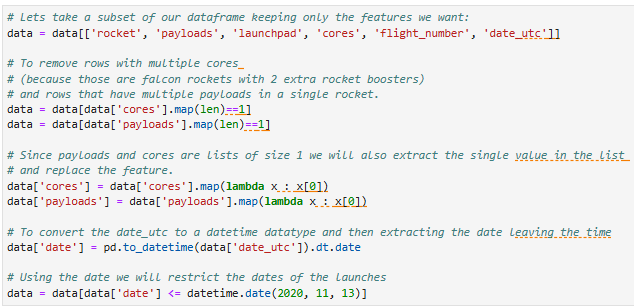 # Lets take a subset of our dataframe keeping only the features we want:
data = data[['rocket', 'payloads', 'launchpad', 'cores', 'flight_number', 'date_utc']]
# To remove rows with multiple cores
# (because those are falcon rockets with 2 extra rocket boosters)
# and rows that have multiple payloads in a single rocket.
data = data[data['cores'].map(len)==1]
data = data[data['payloads'].map(len)==1]
# Since payloads and cores are lists of size 1 we will also extract the single value in the list
# and replace the feature.
data['cores'] = data['cores'].map(lambda x : x[0])
data['payloads'] = data['payloads'].map(lambda x : x[0])
# To convert the date_utc to a datetime datatype and then extracting the date leaving the time
data['date'] = pd.to_datetime(data['date_utc']).dt.date
# Using the date we will restrict the dates of the launches
data = data[data['date'] <= datetime.date(2020, 11, 13)]